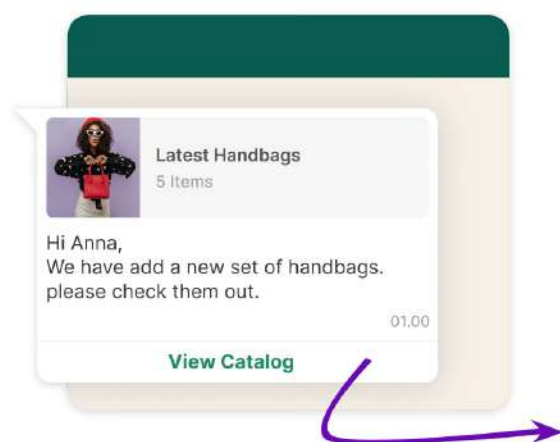 Latest Handbags
5 Items
Hi Anna,
We have add a new set of handbags.
please check them out.
01.00
View Catalog